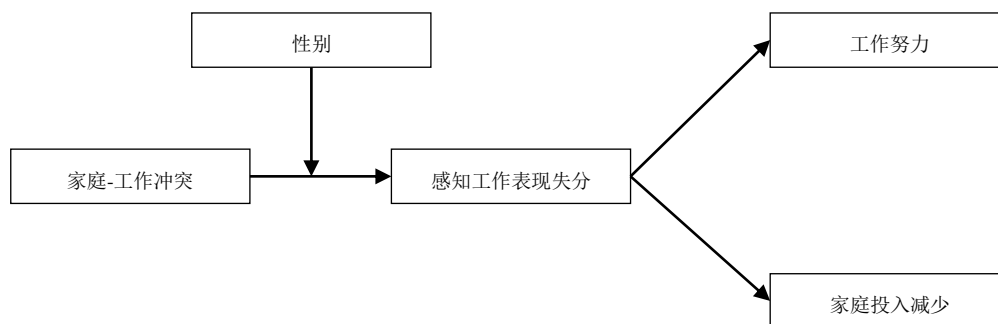 性别
工作努力
家庭-工作冲突
感知工作表现失分
家庭投入减少